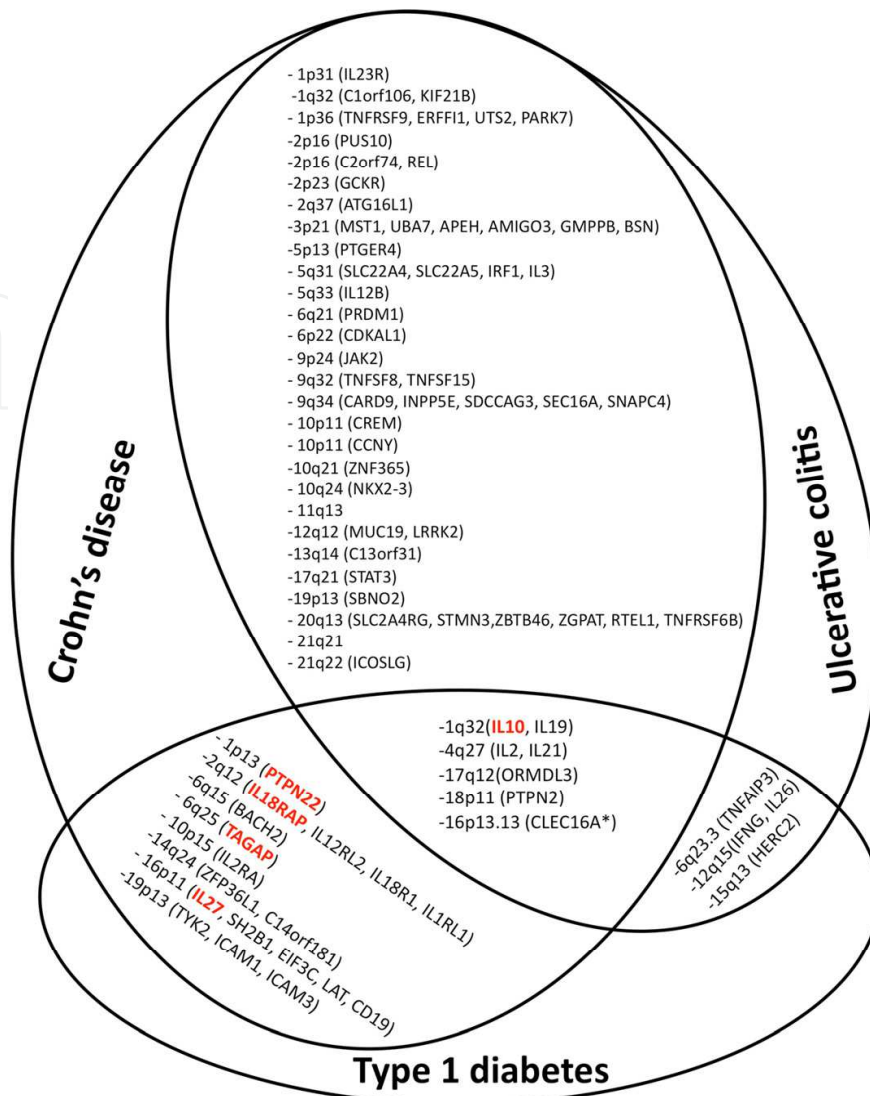 - 1p31 (IL23R)
-1q32 (C1orf106, KIF21B)
- 1p36 (TNFRSF9, ERFFI1, UTS2, PARK7)
-2p16 (PUS10)
-2p16 (C2orf74, REL)
-2p23 (GCKR)
- 2q37 (ATG16L1)
-3p21 (MST1, UBA7, APEH, AMIGO3, GMPPB, BSN)
-5p13 (PTGER4)
- 5q31 (SLC22A4, SLC22A5, IRF1, IL3)
- 5q33 (IL12B)
- 6q21 (PRDM1)
- 6p22 (CDKAL1)
- 9p24 (JAK2)
- 9q32 (TNFSF8, TNFSF15)
- 9q34 (CARD9, INPP5E, SDCCAG3, SEC16A, SNAPC4)
- 10p11 (CREM)
- 10p11 (CCNY)
-10q21 (ZNF365)
- 10q24 (NKX2-3)
- 11q13
-12q12 (MUC19, LRRK2)
-13q14 (C13orf31)
-17q21 (STAT3)
-19p13 (SBNO2)
- 20q13 (SLC2A4RG, STMN3,ZBTB46, ZGPAT, RTEL1, TNFRSF6B)
- 21q21
- 21q22 (ICOSLG)
Crohn's disease
Ulcerative colitis
-1q32(IL10, IL19)
-4q27 (IL2, IL21)
-17q12(ORMDL3)
-18p11 (PTPN2)
-16p13.13 (CLEC16A*)
- 1p13 (PTPN22)
-2q12 (IL18RAP, IL12RL2, IL18R1, IL1RL1)
-6q15 (BACH2)
- 6q25 (TAGAP)
- 10p15 (IL2RA)
-14q24 (ZFP36L1, C14orf181)
- 16p11 (IL27, SH2B1, EIF3C, LAT, CD19)
-19p13 (TYK2, ICAM1, ICAM3)
-6q23.3 (TNFAIP3)
-12q15(IFNG, IL26)
-15q13 (HERC2)
Type 1 diabetes